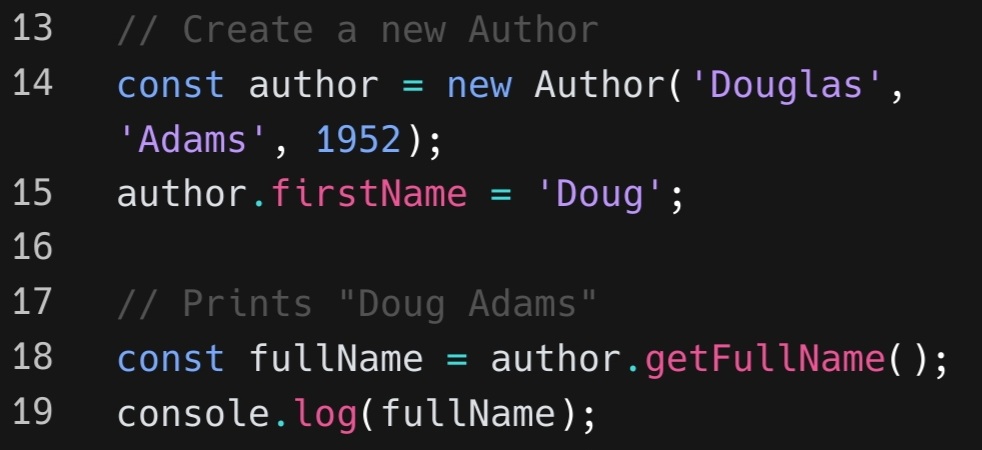 13 // Create a new Author
14 const author = new Author('Douglas',
'Adams', 1952);
15 author.firstName = 'Doug';
16
17 // Prints "Doug Adams"
18 const fullName = author.getFullName();
19 console.log(fullName);